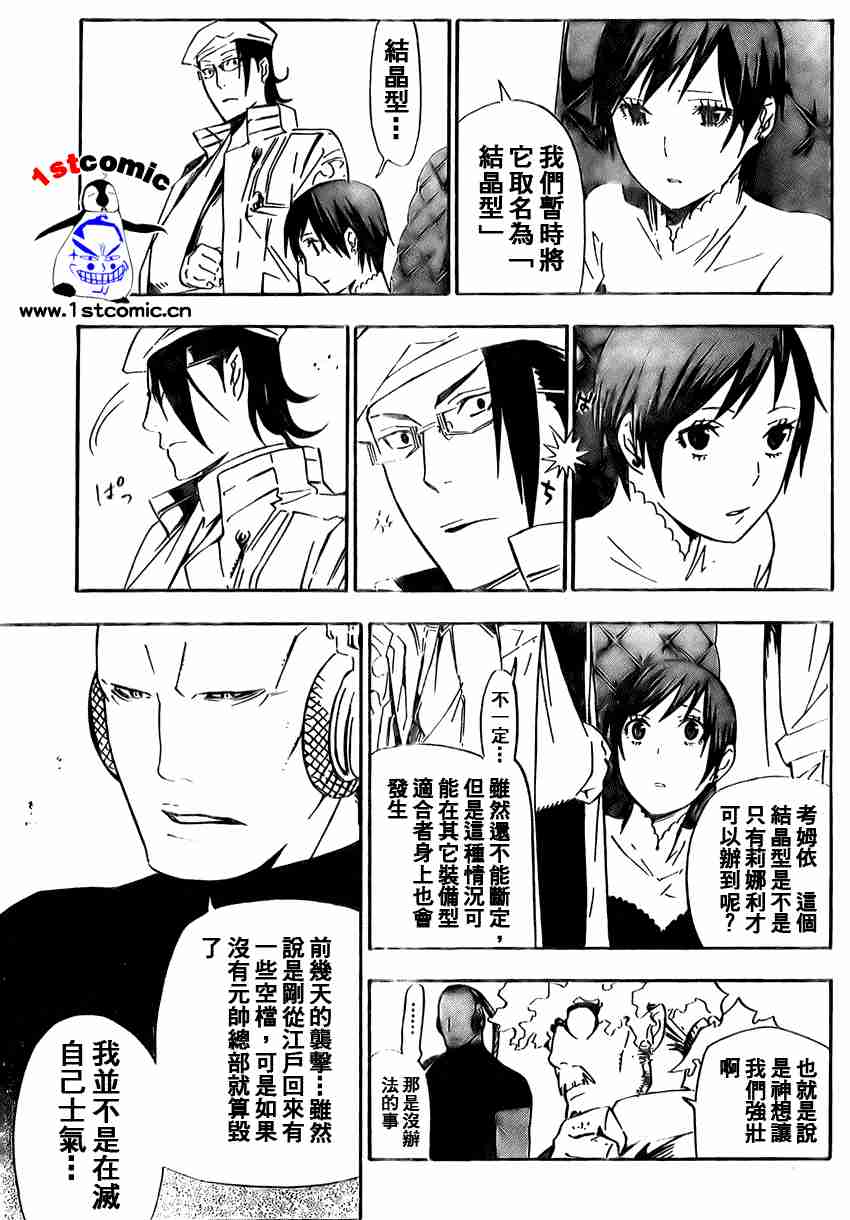 我們暫時將
它取名為「
結晶型」
結晶型…
1stcomic
www.1stcomic.cn
は
ち
ぱっ
考姆依　這個
結晶型是不是
只有莉娜利才
可以辦到呢？
不一定…
雖然還不能斷定，
但是這種情況可
能在其它裝備型
適合者身上也會
發生
也就是說
是神想讓
我們強壯
啊
……
那是沒辦
法的事
前幾天的襲擊…雖然
說是剛從江戶回來有
一些空檔，可是如果
沒有元帥總部就算毀
了
我並不是在滅
自己士氣…